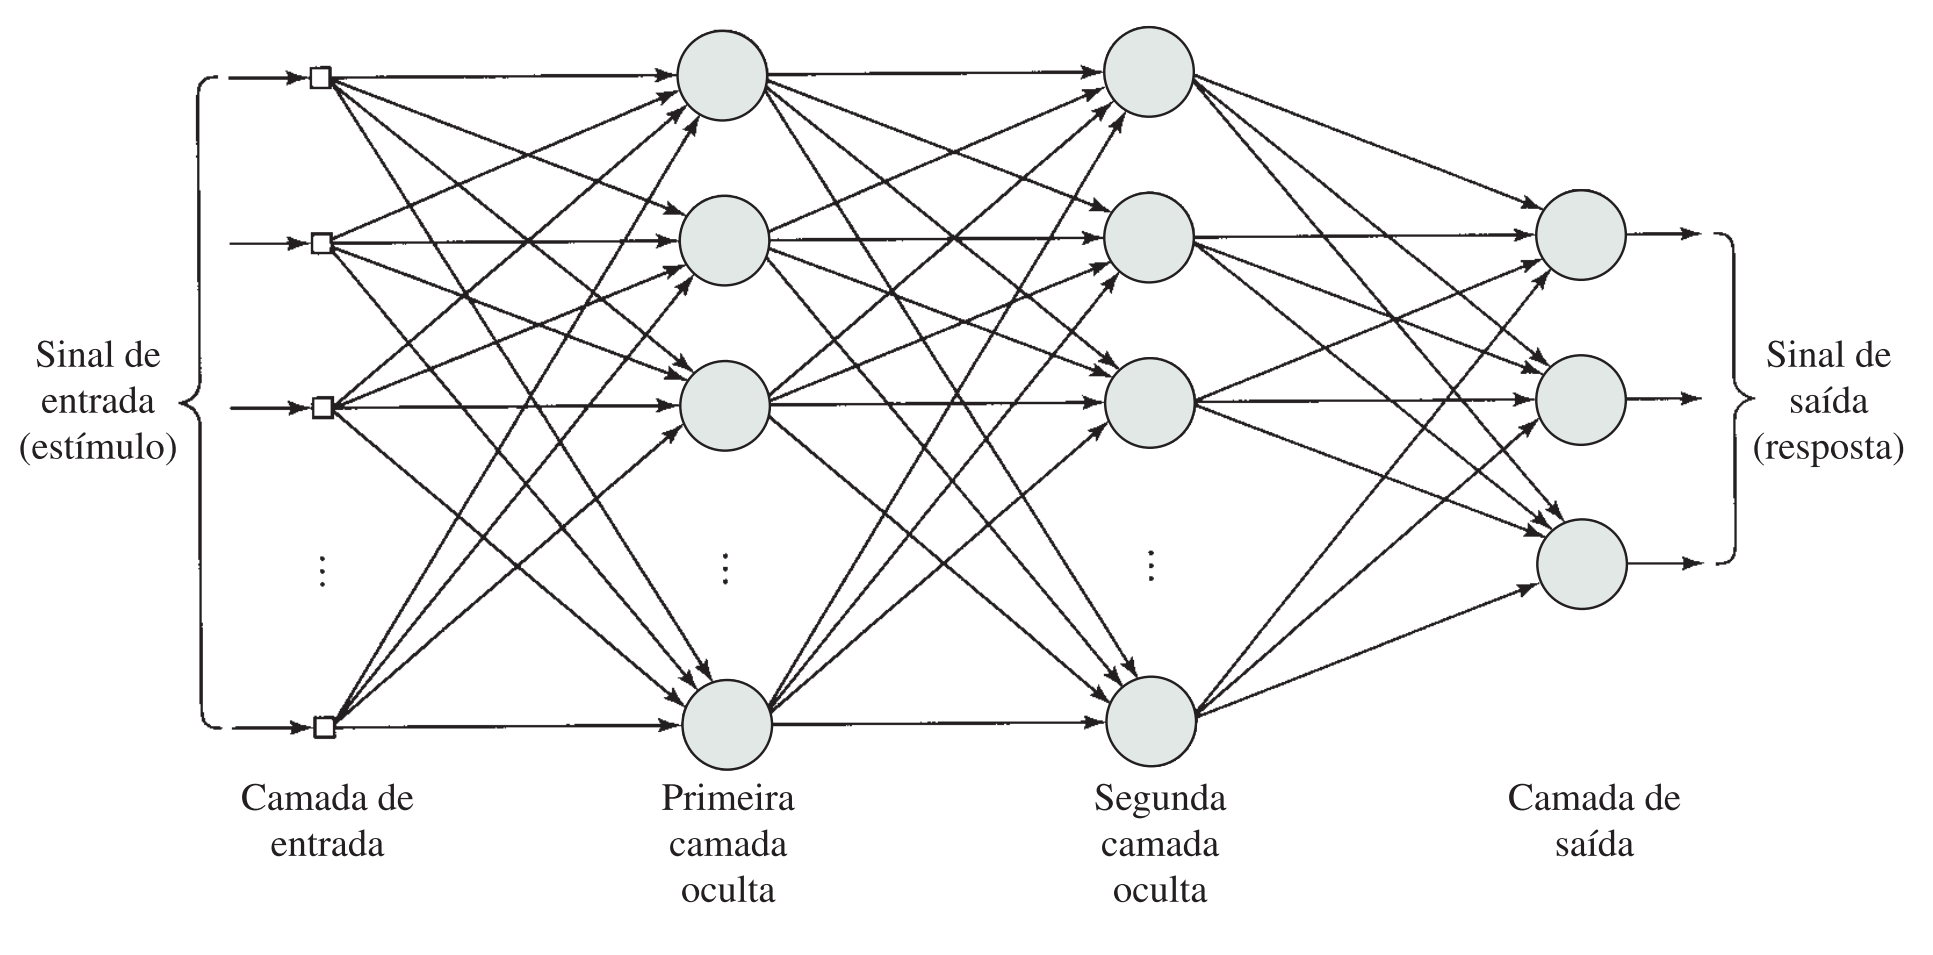 Sinal de
entrada
(estímulo)
Sinal de
saída
(resposta)
Camada de
entrada
Primeira
camada
oculta
Segunda
camada
oculta
Camada de
saída